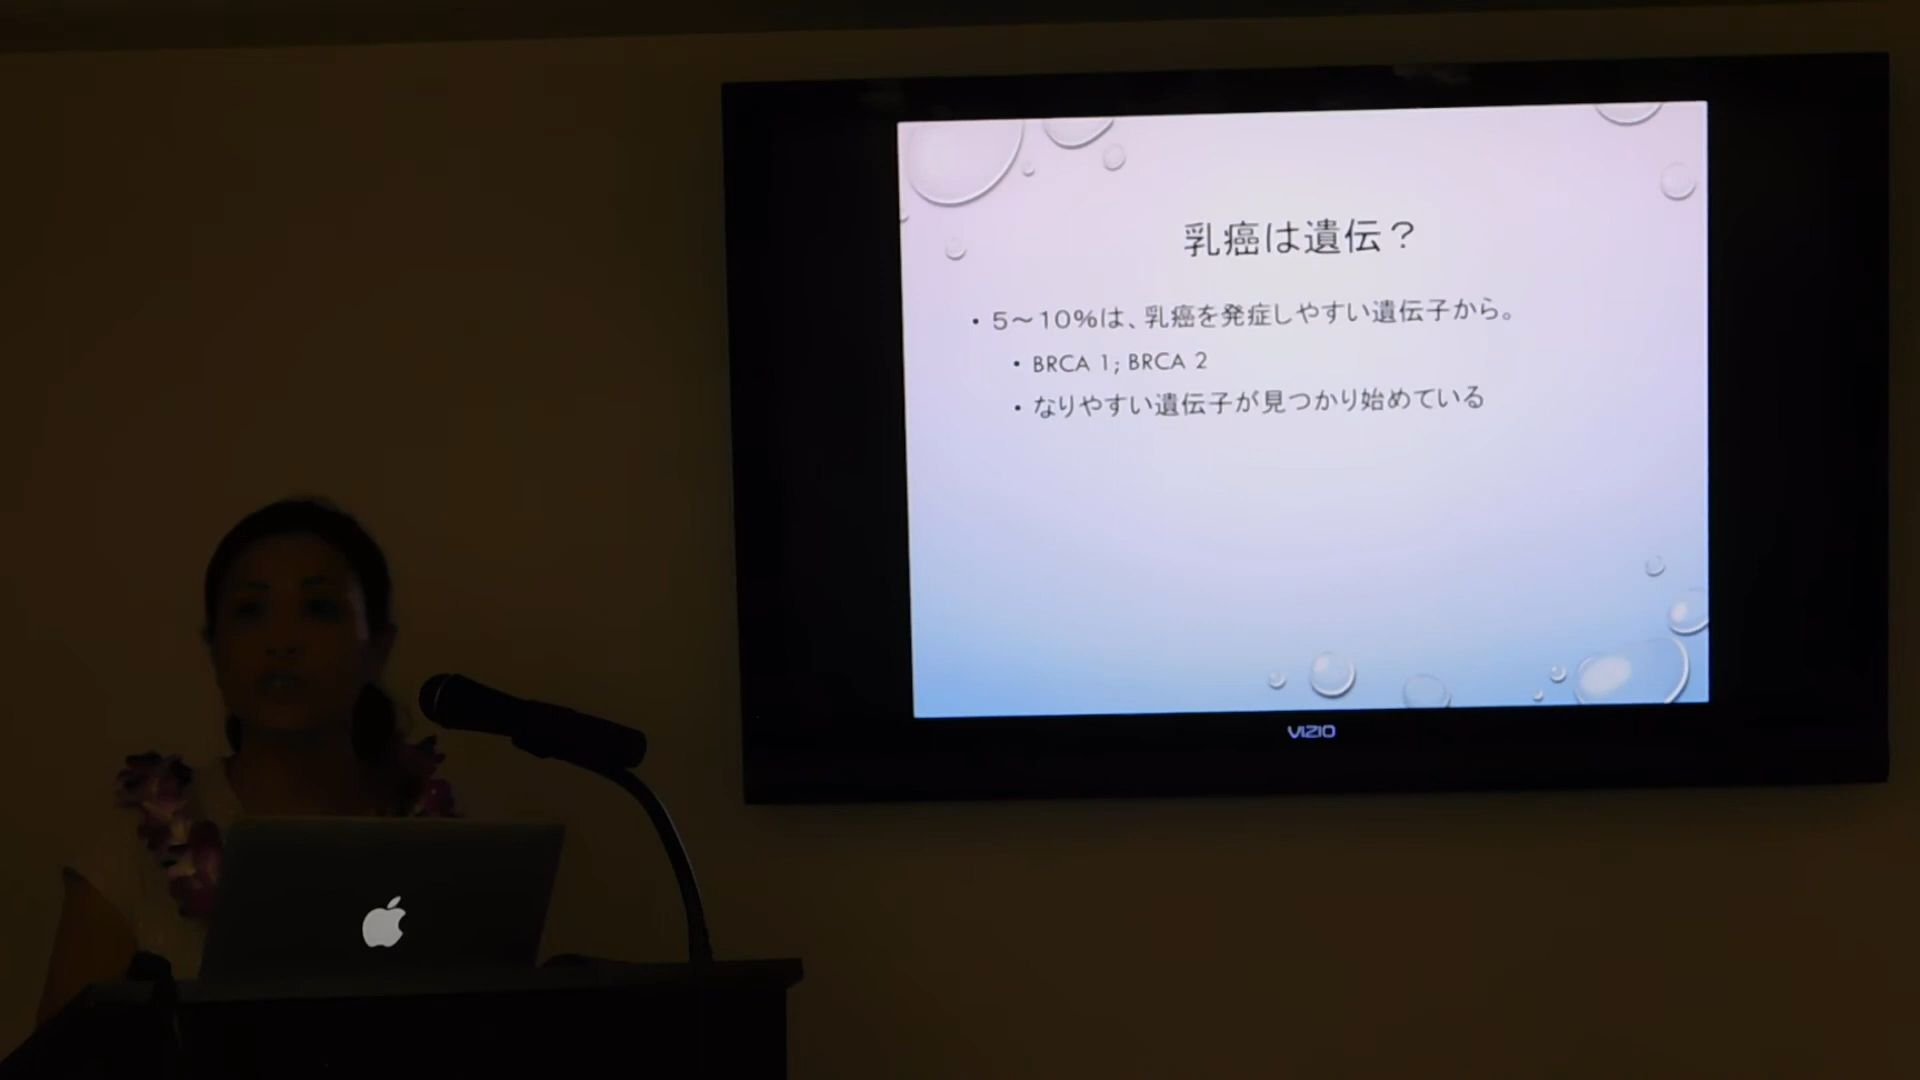 乳癌は遺伝？
• 5～10%は、乳癌を発症しやすい遺伝子から。
• BRCA 1; BRCA 2
• なりやすい遺伝子が見つかり始めている
VIZIO